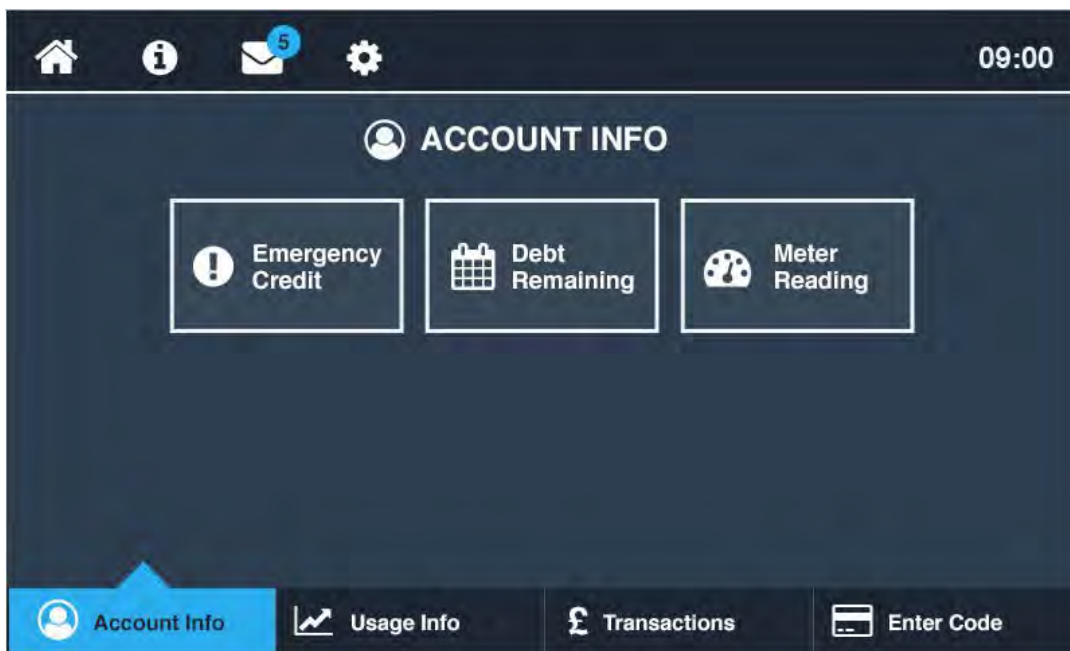 5
09:00
ACCOUNT INFO
Emergency
Credit
Debt
Remaining
Meter
Reading
Account Info
Usage Info
£ Transactions
Enter Code